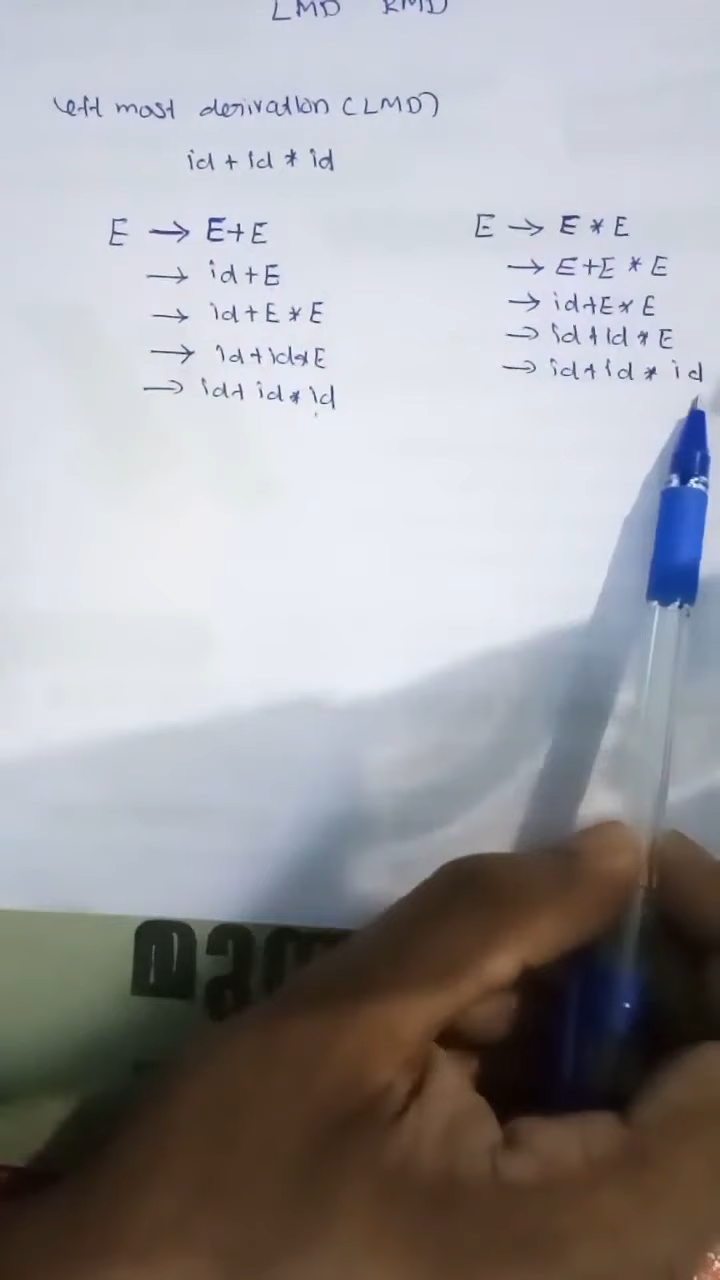 LMD RMD
Left most derivation (LMD)
id + id * id
E → E+E
→ id+E
→ id+E * E
→ id+id*E
→ id+id*id
E → E * E
→ E+E * E
→ id+E*E
→ id+id * E
→ id+id * id